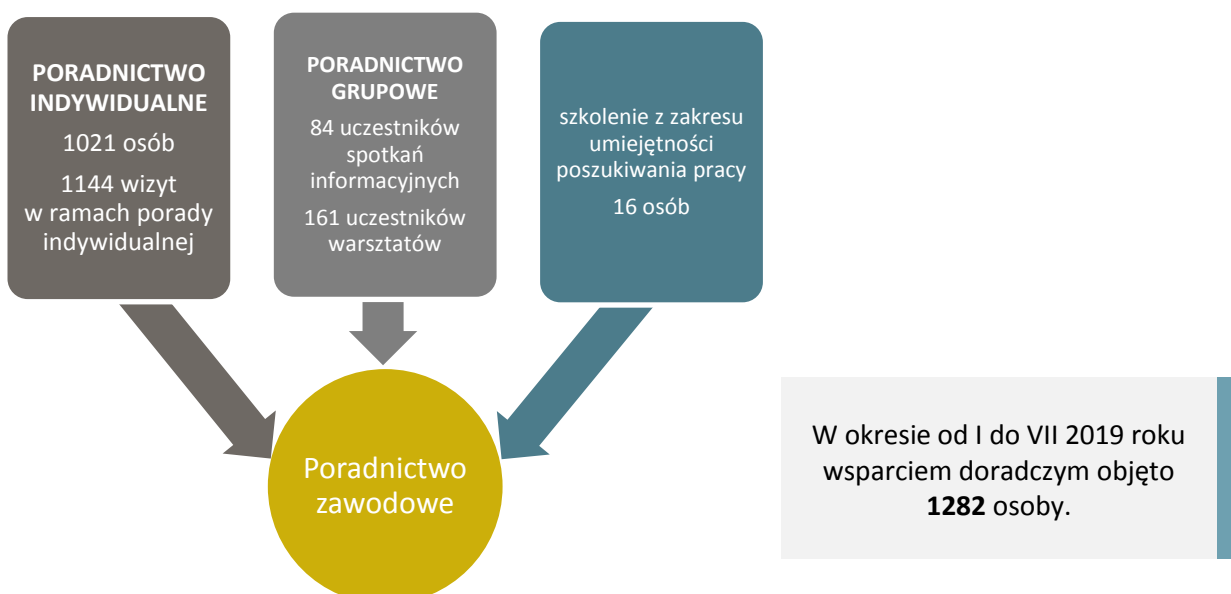 PORADNICTWO
INDYWIDUALNE
1021 osób
1144 wizyt
w ramach porady
indywidualnej
PORADNICTWO
GRUPOWE
84 uczestników
spotkań
informacyjnych
161 uczestników
warsztatów
szkolenie z zakresu
umiejętności
poszukiwania pracy
16 osób
Poradnictwo
zawodowe
W okresie od I do VII 2019 roku
wsparciem doradczym objęto
1282 osoby.